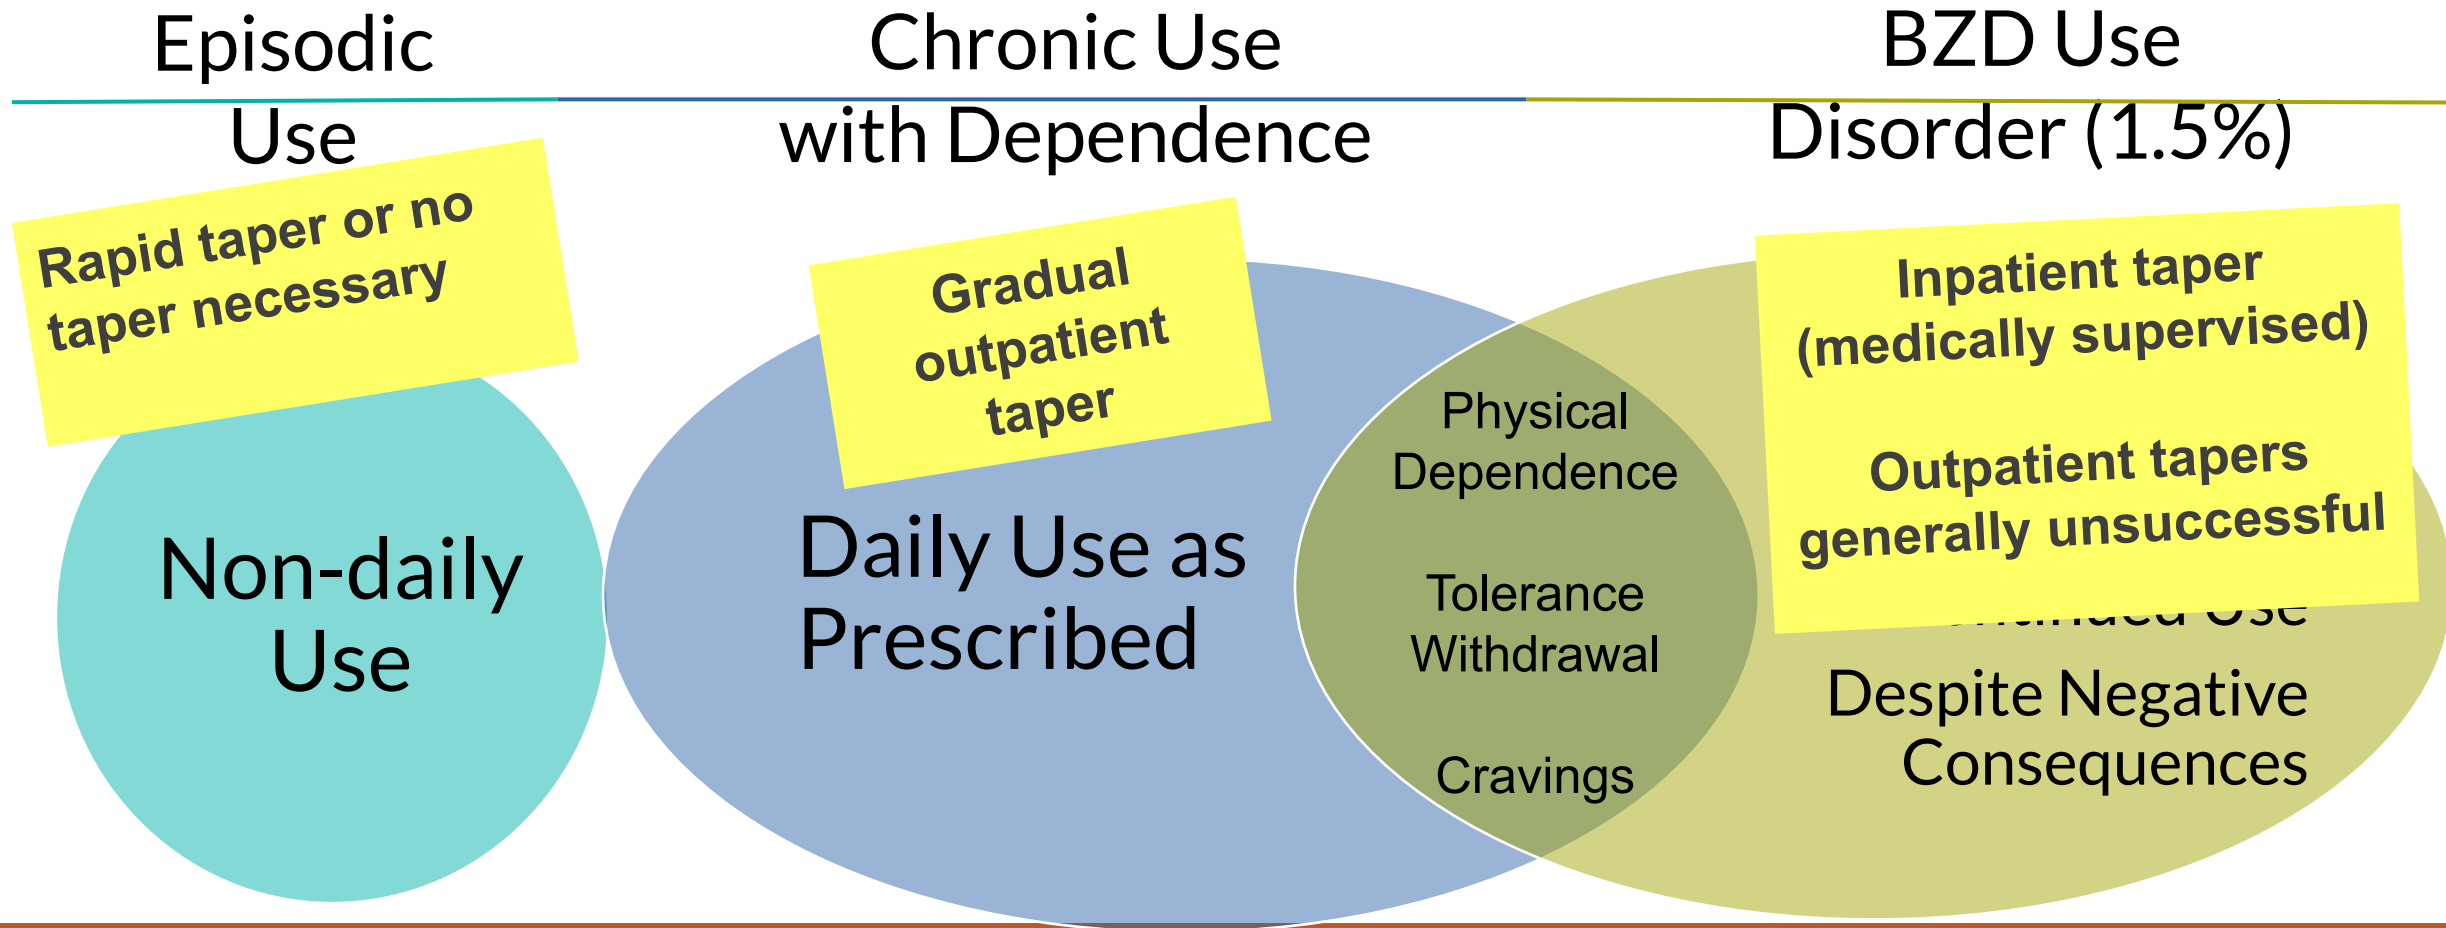 Episodic
Use
Chronic Use
with Dependence
BZD Use
Disorder (1.5%)
Rapid taper or no
taper necessary
Gradual
outpatient
taper
Inpatient taper
(medically supervised)
Outpatient tapers
generally unsuccessful
Non-daily
Use
Daily Use as
Prescribed
Physical
Dependence
Tolerance
Withdrawal
Cravings
Use
Despite Negative
Consequences